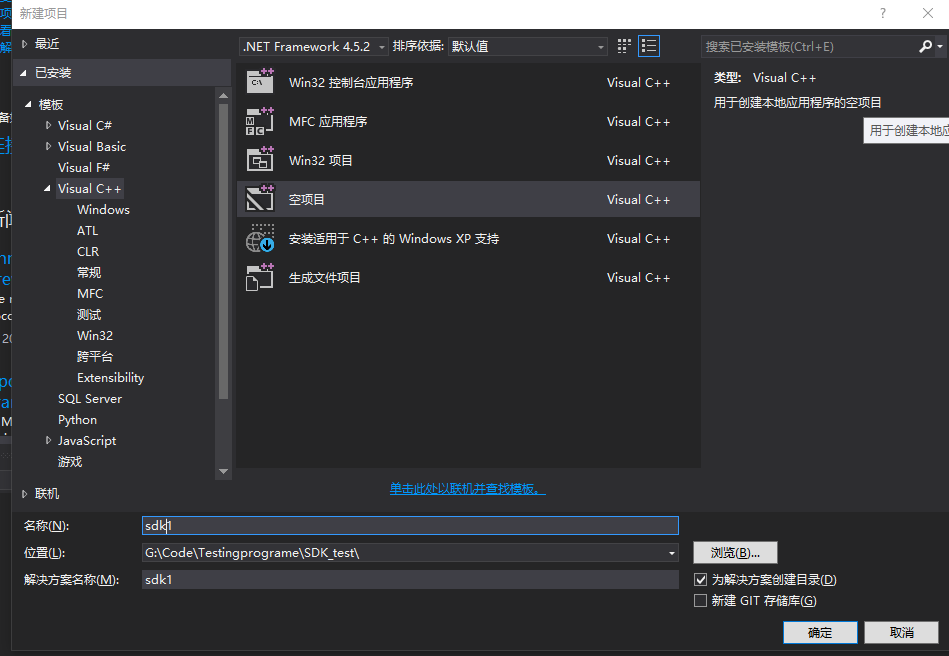 新建项目
?
最近
.NET Framework 4.5.2
排序依据:
默认值
搜索已安装模板(Ctrl+E)
已安装
模板
Visual C#
Visual Basic
Visual F#
Visual C++
Windows
ATL
CLR
常规
MFC
测试
Win32
跨平台
Extensibility
SQL Server
Python
JavaScript
游戏
联机
Win32 控制台应用程序 Visual C++
MFC 应用程序 Visual C++
Win32 项目 Visual C++
空项目 Visual C++
安装适用于 C++ 的 Windows XP 支持 Visual C++
生成文件项目 Visual C++
类型: Visual C++
用于创建本地应用程序的空项目
用于创建本地应
单击此处以联机并查找模板。
名称(N): sdk1
位置(L): G:\Code\Testingprograme\SDK_test\
浏览(B)...
解决方案名称(M): sdk1
为解决方案创建目录(D)
新建 GIT 存储库(G)
确定
取消